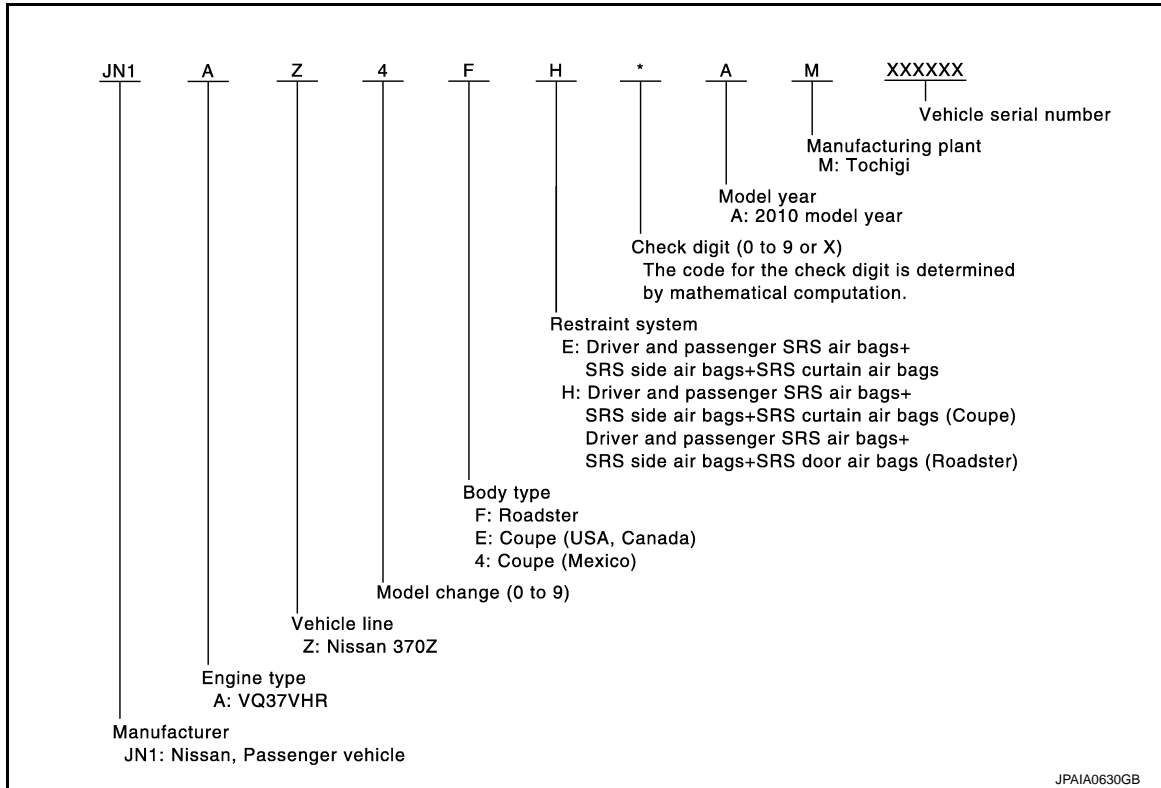 JN1 A Z 4 F H * A M XXXXXX
Vehicle serial number
Manufacturing plant
M: Tochigi
Model year
A: 2010 model year
Check digit (0 to 9 or X)
The code for the check digit is determined
by mathematical computation.
Restraint system
E: Driver and passenger SRS air bags+
SRS side air bags+SRS curtain air bags
H: Driver and passenger SRS air bags+
SRS side air bags+SRS curtain air bags (Coupe)
Driver and passenger SRS air bags+
SRS side air bags+SRS door air bags (Roadster)
Body type
F: Roadster
E: Coupe (USA, Canada)
4: Coupe (Mexico)
Model change (0 to 9)
Vehicle line
Z: Nissan 370Z
Engine type
A: VQ37VHR
Manufacturer
JN1: Nissan, Passenger vehicle
JPAIA0630GB